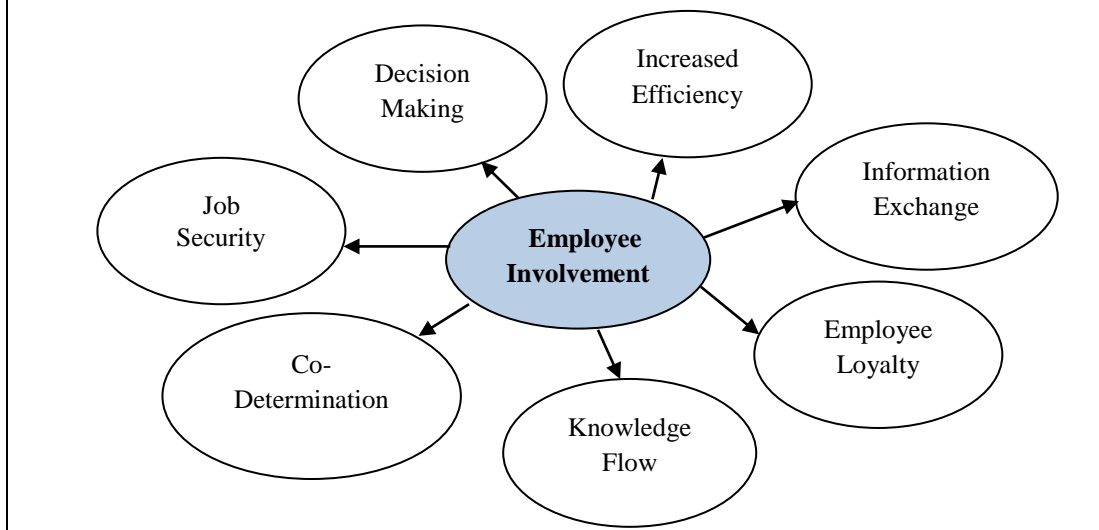 Decision
Making
Increased
Efficiency
Information
Exchange
Job
Security
Employee
Involvement
Employee
Loyalty
Co-
Determination
Knowledge
Flow